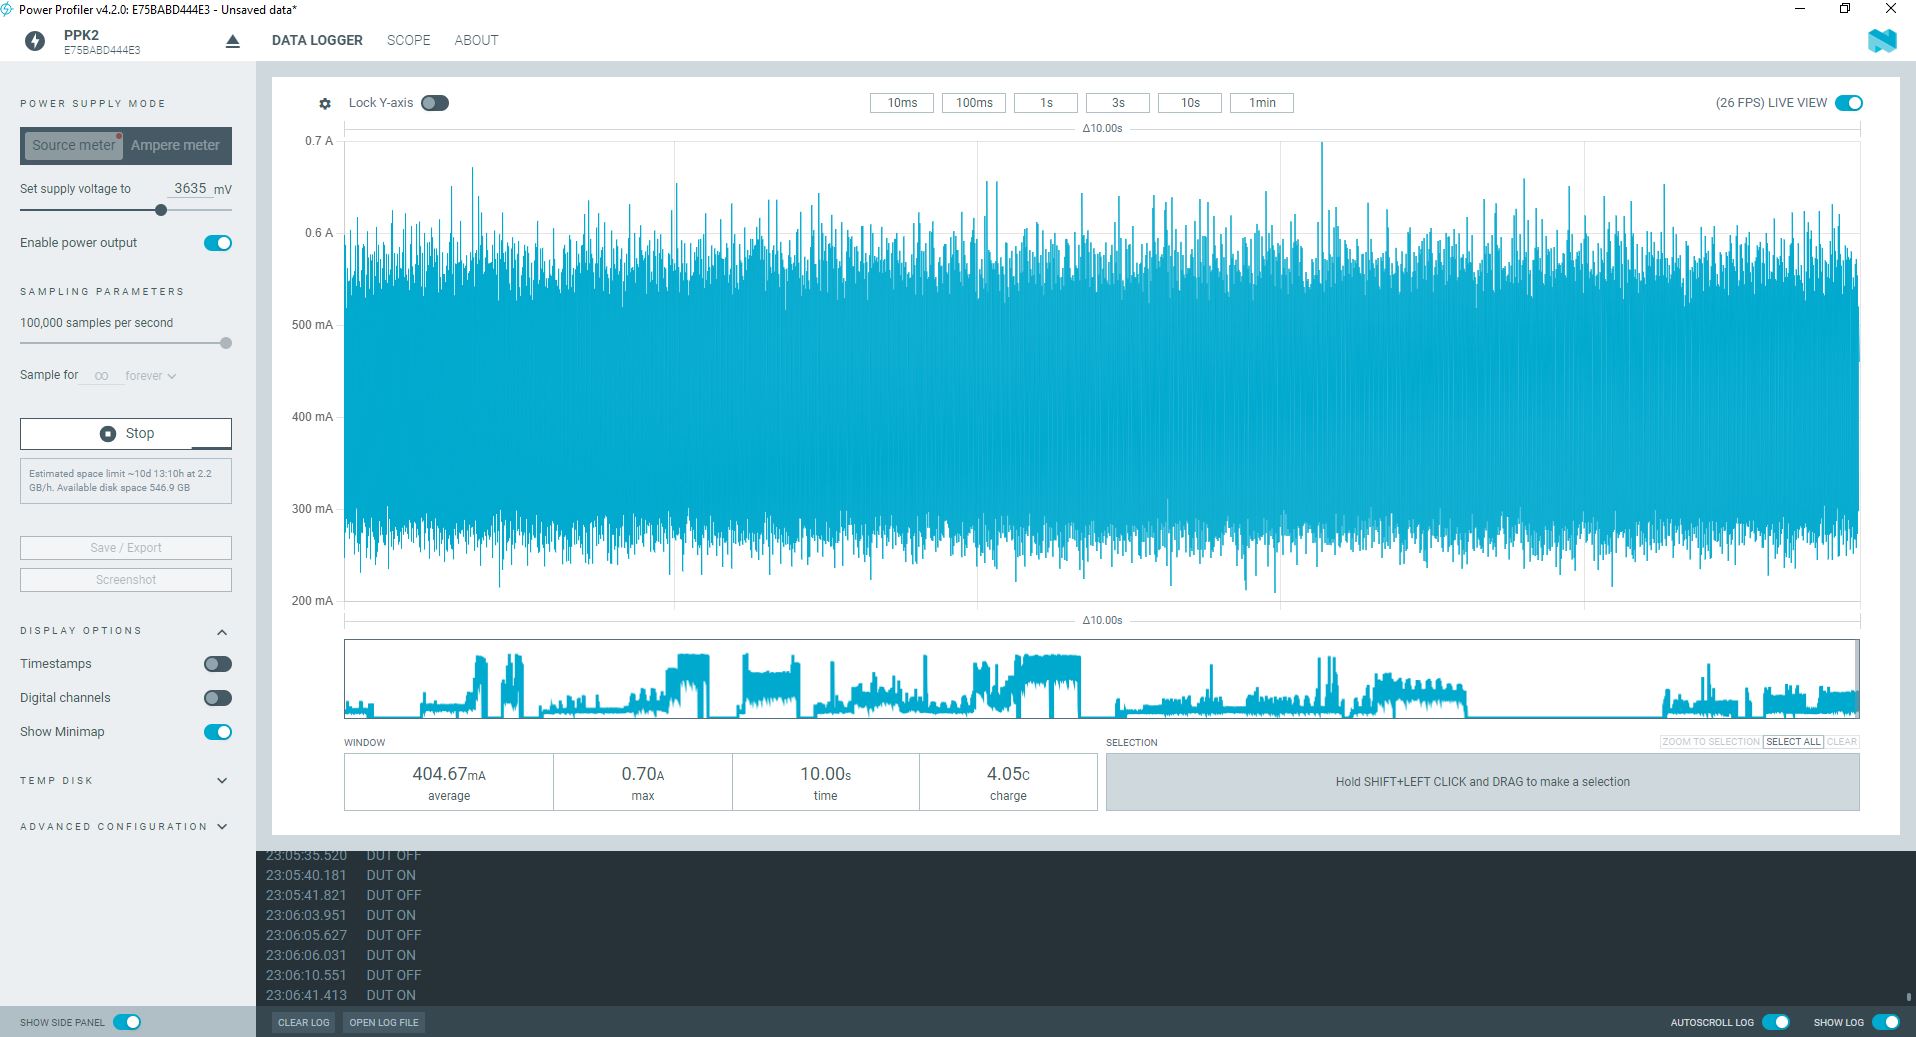 Power Profiler v4.2.0: E75BABD444E3 - Unsaved data*
PPK2
E75BABD444E3
DATA LOGGER
SCOPE
ABOUT
POWER SUPPLY MODE
Source meter
Ampere meter
Set supply voltage to 3635 mV
Enable power output
SAMPLING PARAMETERS
100,000 samples per second
Sample for ∞ forever
Stop
Estimated space limit ~10d 13:10h at 2.2
GB/h. Available disk space 546.9 GB
Save / Export
Screenshot
DISPLAY OPTIONS
Timestamps
Digital channels
Show Minimap
TEMP DISK
ADVANCED CONFIGURATION
SHOW SIDE PANEL
Lock Y-axis
10ms
100ms
1s
3s
10s
1min
(26 FPS) LIVE VIEW
Δ10.00s
0.7 A
0.6 A
500 mA
400 mA
300 mA
200 mA
Δ10.00s
WINDOW
404.67mA
average
0.70A
max
10.00s
time
4.05C
charge
SELECTION
ZOOM TO SELECTION
SELECT ALL
CLEAR
Hold SHIFT+LEFT CLICK and DRAG to make a selection
23:05:35.520 DUT OFF
23:05:40.181 DUT ON
23:05:41.821 DUT OFF
23:06:03.951 DUT ON
23:06:05.627 DUT OFF
23:06:06.031 DUT ON
23:06:10.551 DUT OFF
23:06:41.413 DUT ON
CLEAR LOG
OPEN LOG FILE
AUTOSCROLL LOG
SHOW LOG